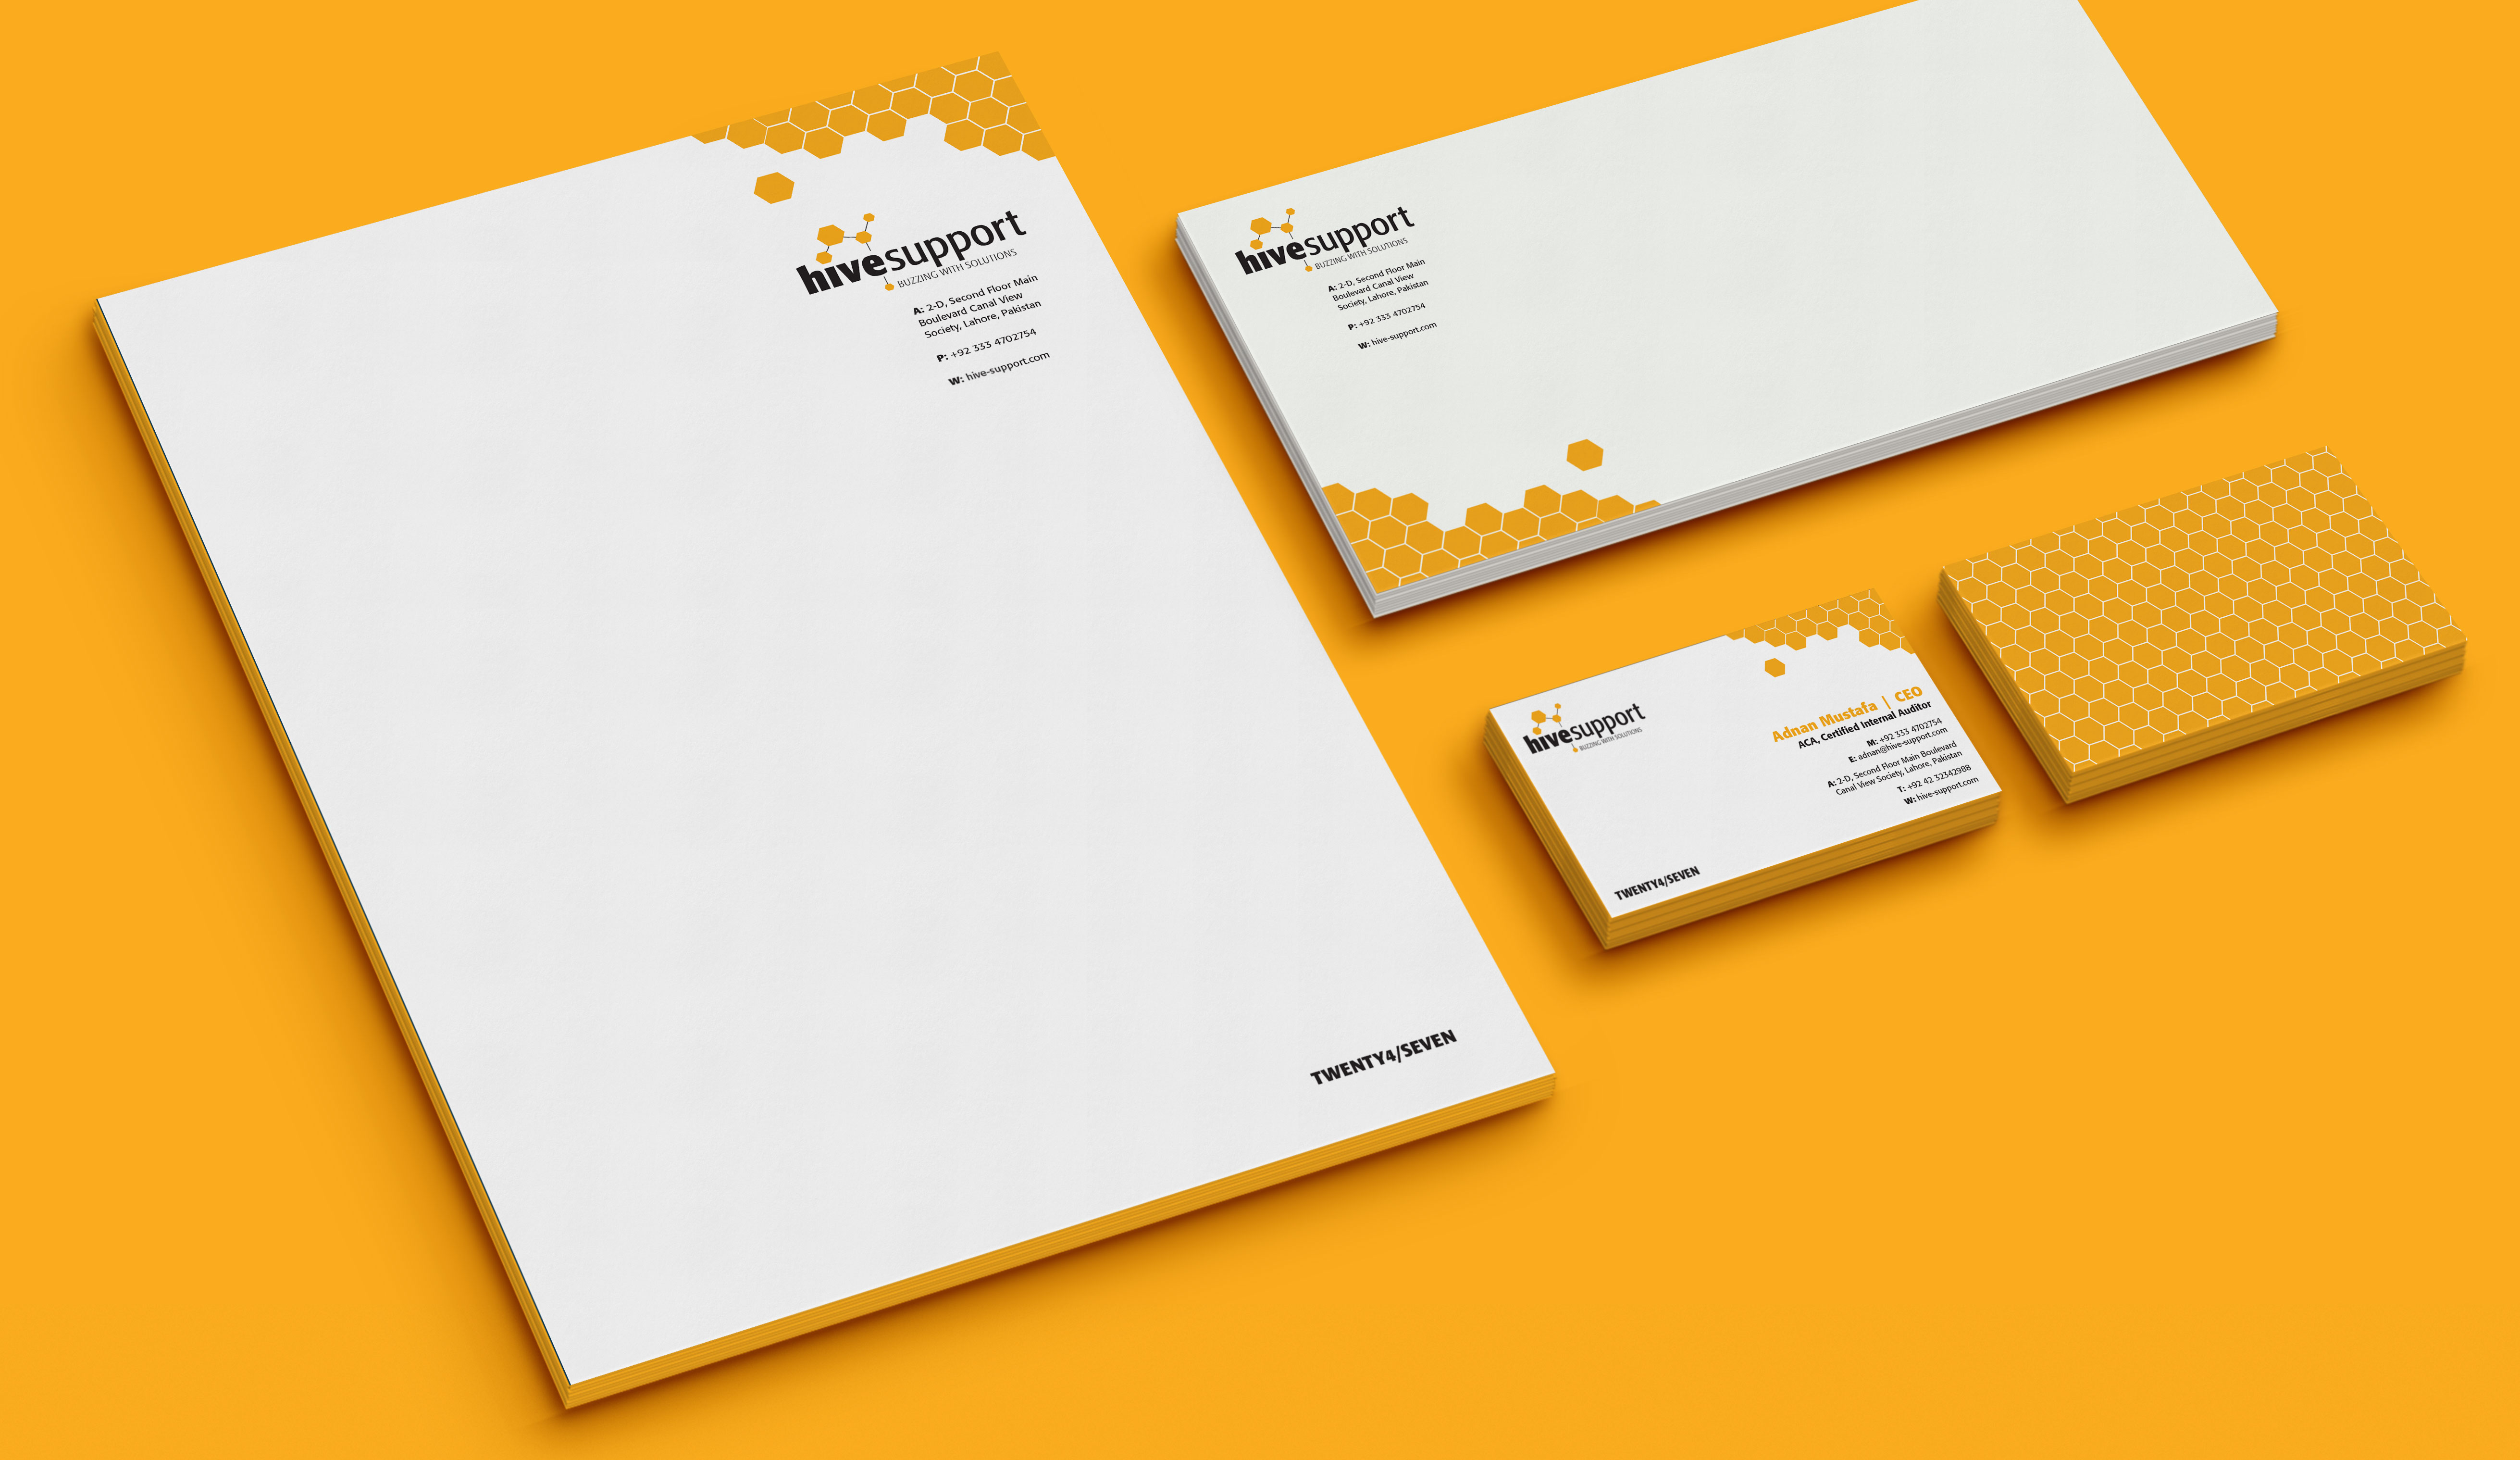 hivesupport
BUZZING WITH SOLUTIONS
A: 2-D, Second Floor Main
Boulevard Canal View
Society, Lahore, Pakistan
P: +92 333 4702754
W: hive-support.com
TWENTY4/SEVEN
hivesupport
BUZZING WITH SOLUTIONS
A: 2-D, Second Floor Main
Boulevard Canal View
Society, Lahore, Pakistan
P: +92 333 4702754
W: hive-support.com
hivesupport
BUZZING WITH SOLUTIONS
Adnan Mustafa | CEO
ACA, Certified Internal Auditor
M: +92 333 4702754
E: adnan@hive-support.com
A: 2-D, Second Floor Main Boulevard
Canal View Society, Lahore, Pakistan
T: +92 42 32342988
W: hive-support.com
TWENTY4/SEVEN